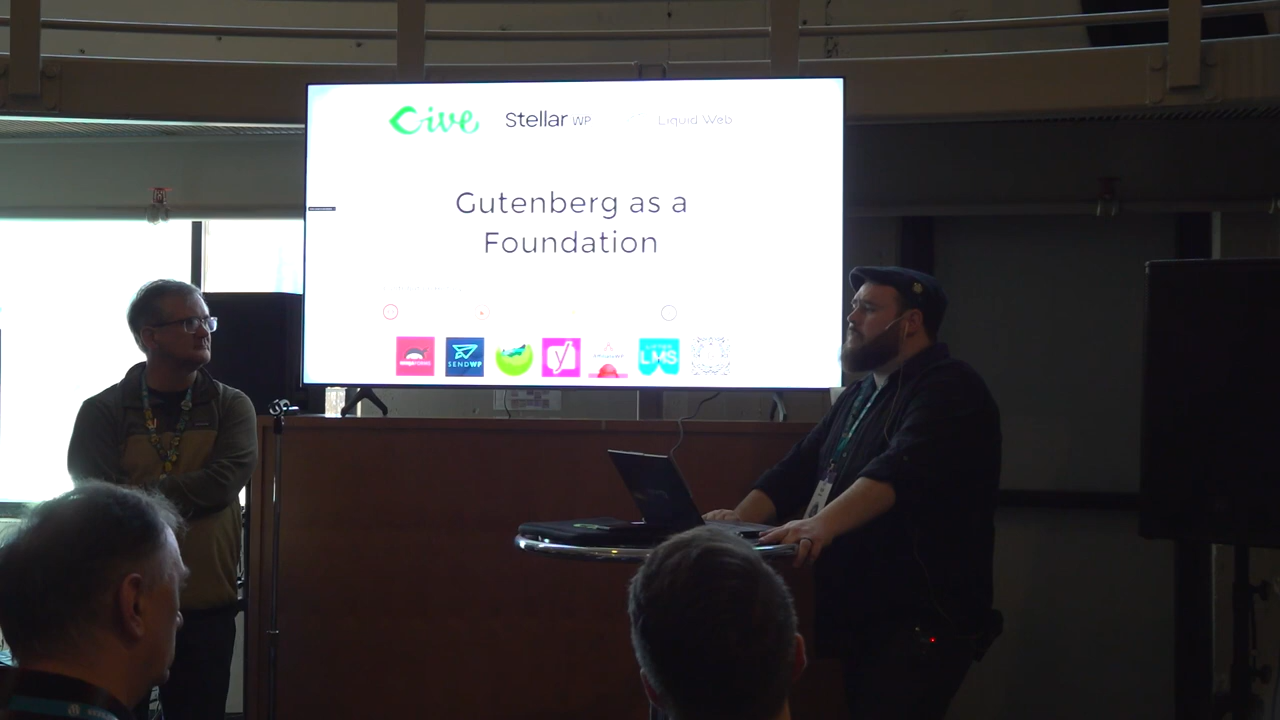 Give Stellar WP Liquid Web
Gutenberg as a
Foundation
SENDWP
y
LMS